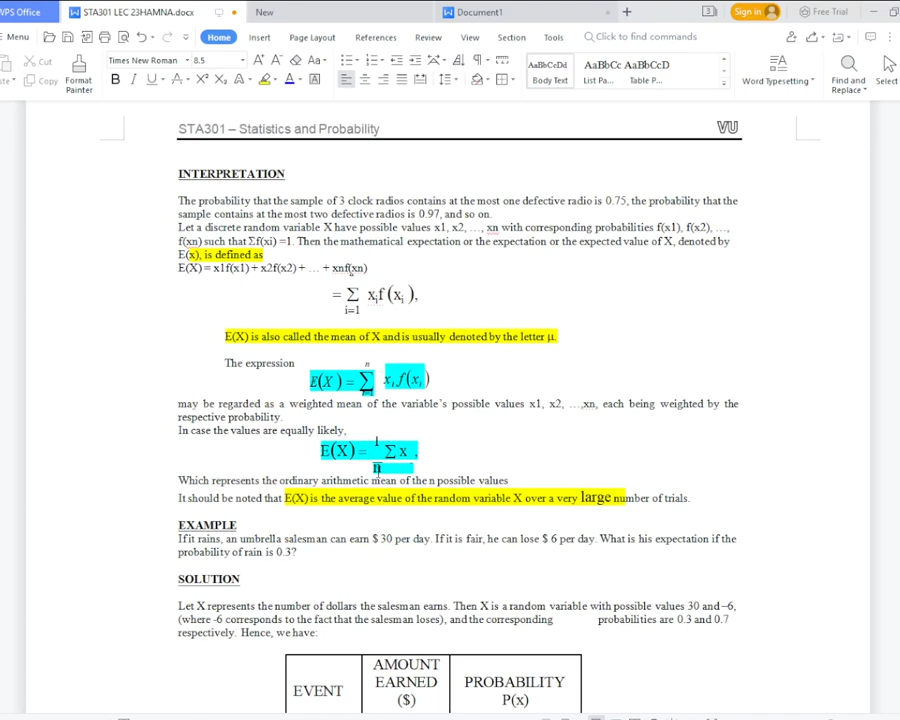 WPS Office
STA301 LEC 23HAMNA.docx
New
Document1
+
3
Sign in
Free Trial
Menu
Home
Insert
Page Layout
References
Review
View
Section
Tools
Click to find commands
Cut
Copy
Format
Painter
Times New Roman
8.5
AaBbCcDd
Body Text
AaBbCc
List Pa...
AaBbCc
Table P...
Word Typesetting
Find and
Replace
Select
STA301 – Statistics and Probability
VU
INTERPRETATION
The probability that the sample of 3 clock radios contains at the most one defective radio is 0.75, the probability that the
sample contains at the most two defective radios is 0.97, and so on.
Let a discrete random variable X have possible values x1, x2, …, xn with corresponding probabilities f(x1), f(x2), …,
f(xn) such that Σf(xi) =1. Then the mathematical expectation or the expectation or the expected value of X, denoted by
E(x), is defined as
E(X) = x1f(x1) + x2f(x2) + … + xnf(xn)
= Σ xif (xi ),
i=1
E(X) is also called the mean of X and is usually denoted by the letter μ.
The expression
n
E(X ) = Σ xi f (xi )
i=1
may be regarded as a weighted mean of the variable's possible values x1, x2, …,xn, each being weighted by the
respective probability.
In case the values are equally likely,
1
E(X) = Σ x ,
n
Which represents the ordinary arithmetic mean of the n possible values
It should be noted that E(X) is the average value of the random variable X over a very large number of trials.
EXAMPLE
If it rains, an umbrella salesman can earn $ 30 per day. If it is fair, he can lose $ 6 per day. What is his expectation if the
probability of rain is 0.3?
SOLUTION
Let X represents the number of dollars the salesman earns. Then X is a random variable with possible values 30 and –6,
(where -6 corresponds to the fact that the salesman loses), and the corresponding probabilities are 0.3 and 0.7
respectively. Hence, we have:
EVENT
AMOUNT
EARNED
($)
PROBABILITY
P(x)